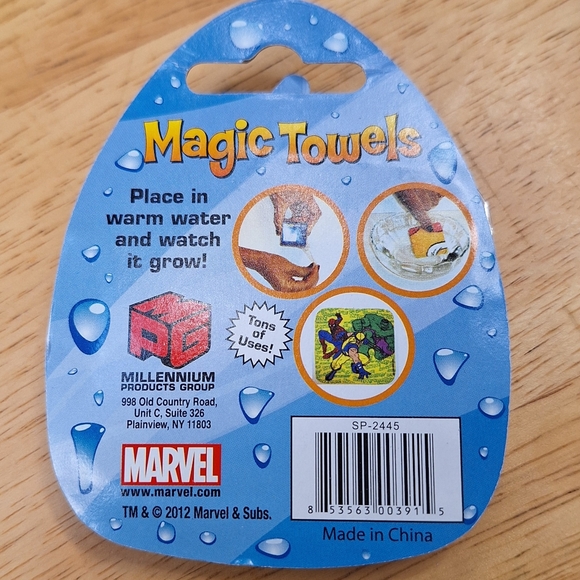 Magic Towels
Place in
warm water
and watch
it grow!
MPG
Tons
of
Uses!
MILLENNIUM
PRODUCTS GROUP
998 Old Country Road,
Unit C, Suite 326
Plainview, NY 11803
MARVEL
www.marvel.com
TM & © 2012 Marvel & Subs.
SP-2445
8 53563 00391 5
Made in China